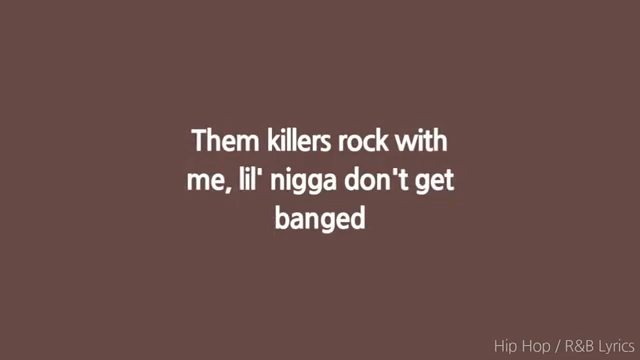 Them killers rock with
me, lil' nigga don't get
banged
Hip Hop / R&B Lyrics